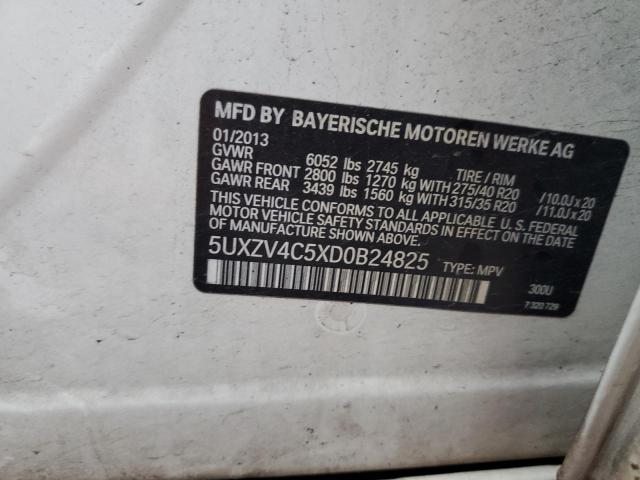 MFD BY BAYERISCHE MOTOREN WERKE AG
01/2013
GVWR 6052 lbs 2745 kg TIRE / RIM
GAWR FRONT 2800 lbs 1270 kg WITH 275/40 R20 /10.0J x 20
GAWR REAR 3439 lbs 1560 kg WITH 315/35 R20 /11.0J x 20
THIS VEHICLE CONFORMS TO ALL APPLICABLE FEDERAL
MOTOR VEHICLE SAFETY STANDARDS IN EFFECT ON THE DATE
OF MANUFACTURE SHOWN ABOVE.
5UXZV4C5XD0B24825 TYPE: MPV
300U
7 320 729